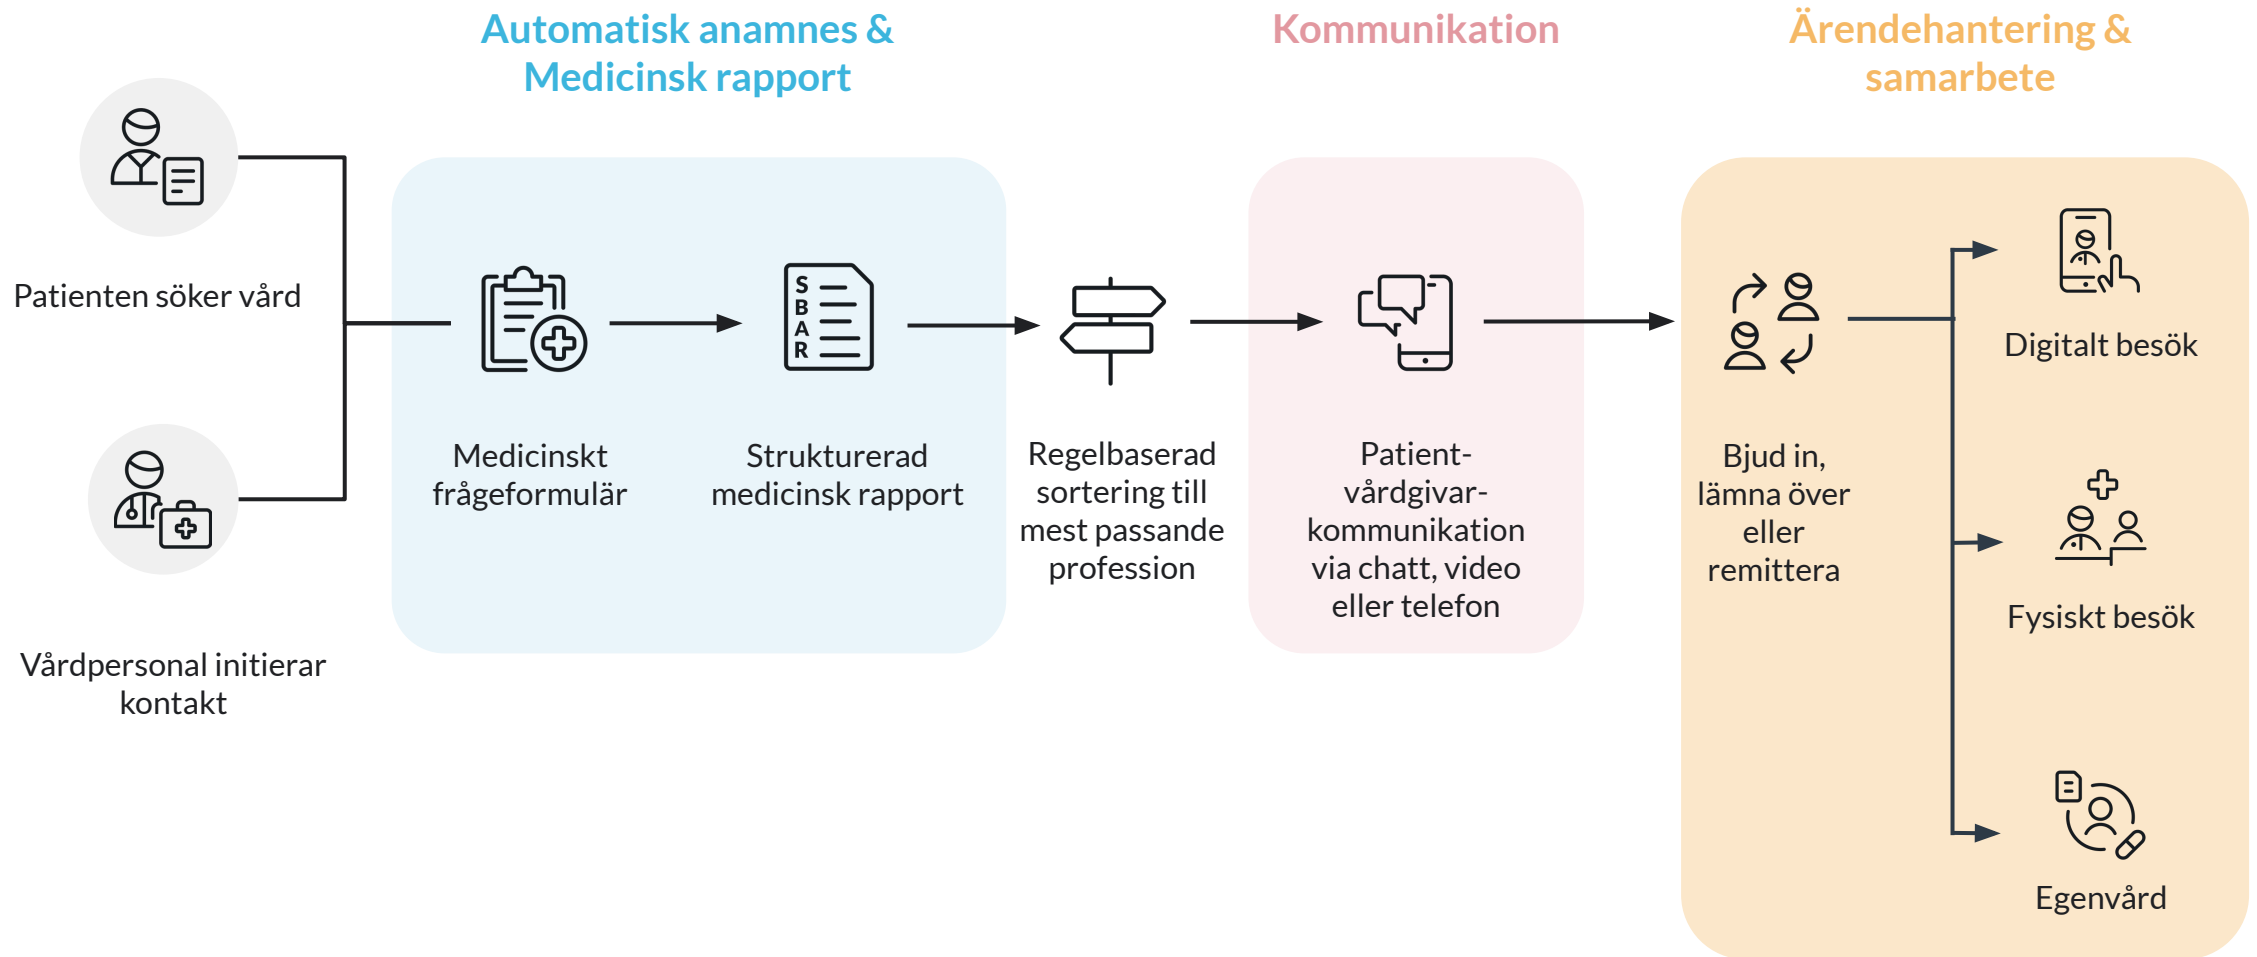 Automatisk anamnes &
Medicinsk rapport
Kommunikation
Ärendehantering &
samarbete
Patienten söker vård
Vårdpersonal initierar
kontakt
Medicinskt
frågeformulär
S
B
A
R
Strukturerad
medicinsk rapport
Regelbaserad
sortering till
mest passande
profession
Patient-
vårdgivar-
kommunikation
via chatt, video
eller telefon
Bjud in,
lämna över
eller
remittera
Digitalt besök
Fysiskt besök
Egenvård